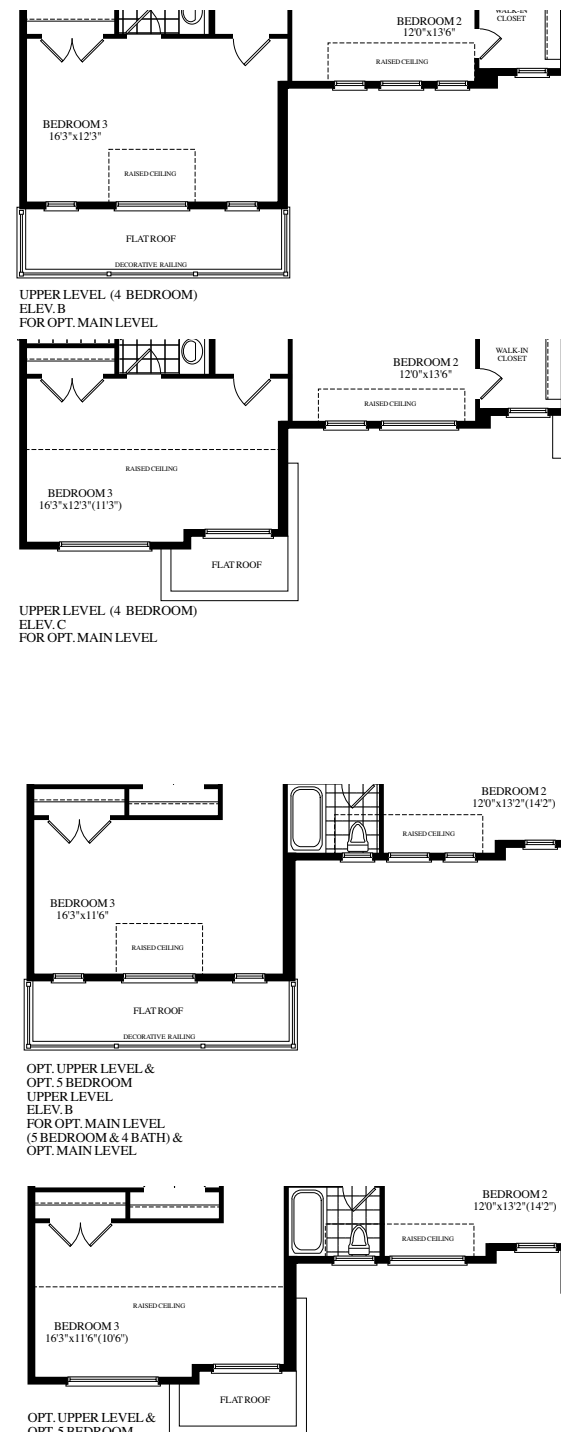 WALK-IN
CLOSET
BEDROOM 2
12'0"x13'6"
RAISED CEILING
BEDROOM 3
16'3"x12'3"
RAISED CEILING
FLAT ROOF
DECORATIVE RAILING
UPPER LEVEL (4 BEDROOM)
ELEV. B
FOR OPT. MAIN LEVEL
WALK-IN
CLOSET
BEDROOM 2
12'0"x13'6"
RAISED CEILING
RAISED CEILING
BEDROOM 3
16'3"x12'3"(11'3")
FLAT ROOF
UPPER LEVEL (4 BEDROOM)
ELEV. C
FOR OPT. MAIN LEVEL
BEDROOM 2
12'0"x13'2"(14'2")
RAISED CEILING
BEDROOM 3
16'3"x11'6"
RAISED CEILING
FLAT ROOF
DECORATIVE RAILING
OPT. UPPER LEVEL &
OPT. 5 BEDROOM
UPPER LEVEL
ELEV. B
FOR OPT. MAIN LEVEL
(5 BEDROOM & 4 BATH) &
OPT. MAIN LEVEL
BEDROOM 2
12'0"x13'2"(14'2")
RAISED CEILING
RAISED CEILING
BEDROOM 3
16'3"x11'6"(10'6")
FLAT ROOF
OPT. UPPER LEVEL &
OPT. 5 BEDROOM